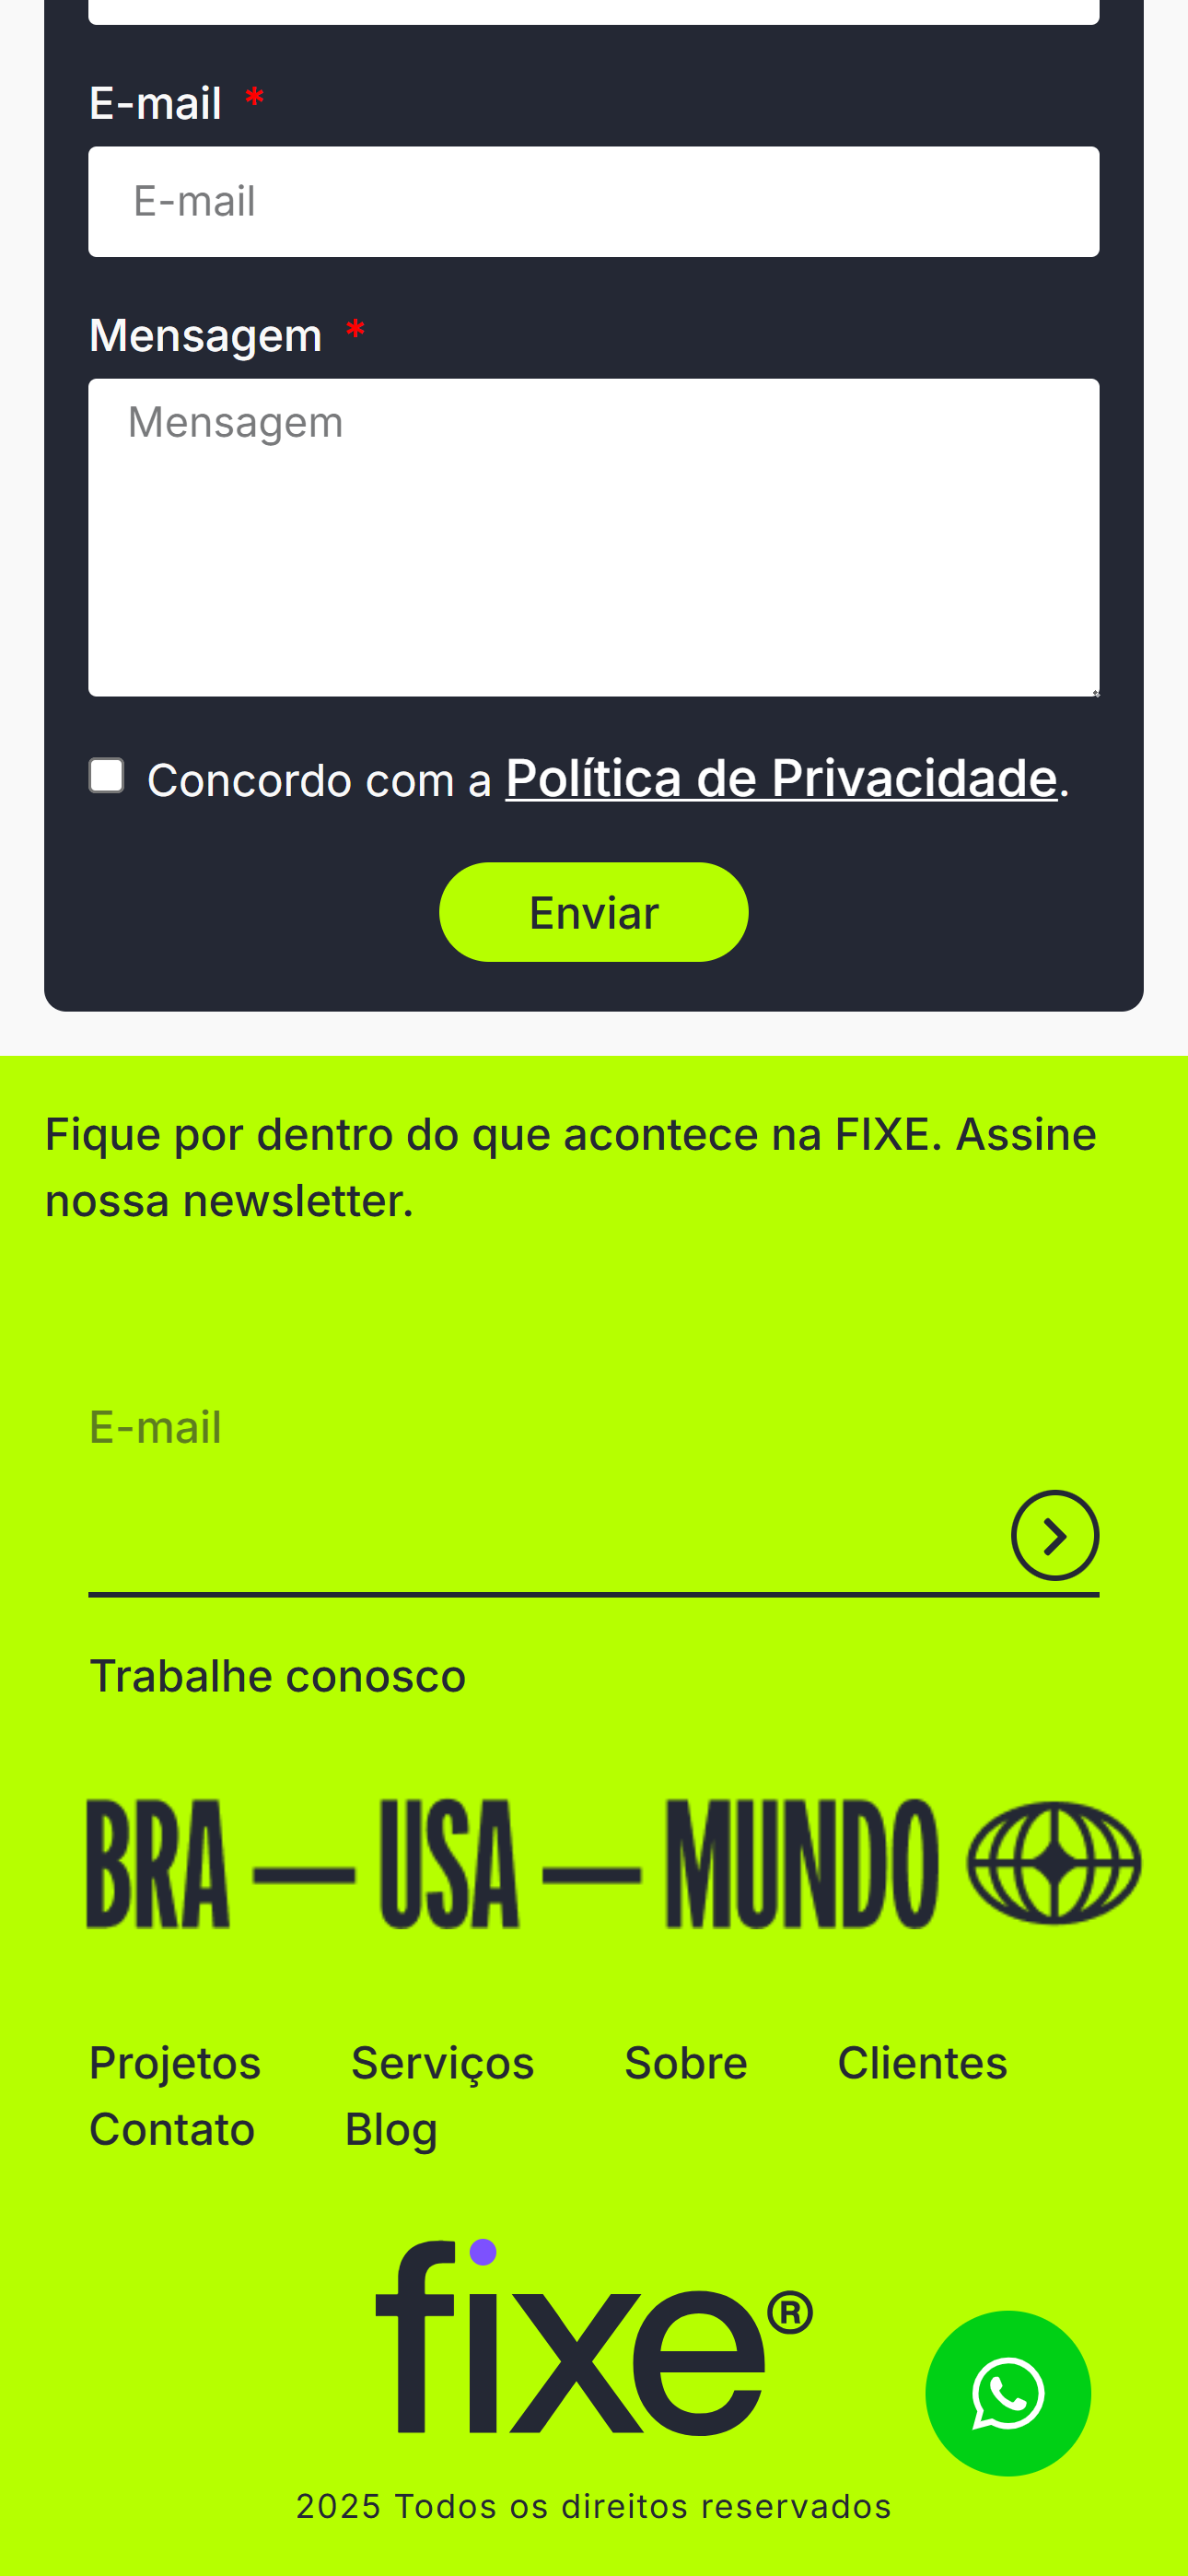 E-mail *
E-mail
Mensagem *
Mensagem
Concordo com a Política de Privacidade.
Enviar
Fique por dentro do que acontece na FIXE. Assine
nossa newsletter.
E-mail
Trabalhe conosco
BRA — USA — MUNDO
Projetos Serviços Sobre Clientes
Contato Blog
fixe®
2025 Todos os direitos reservados